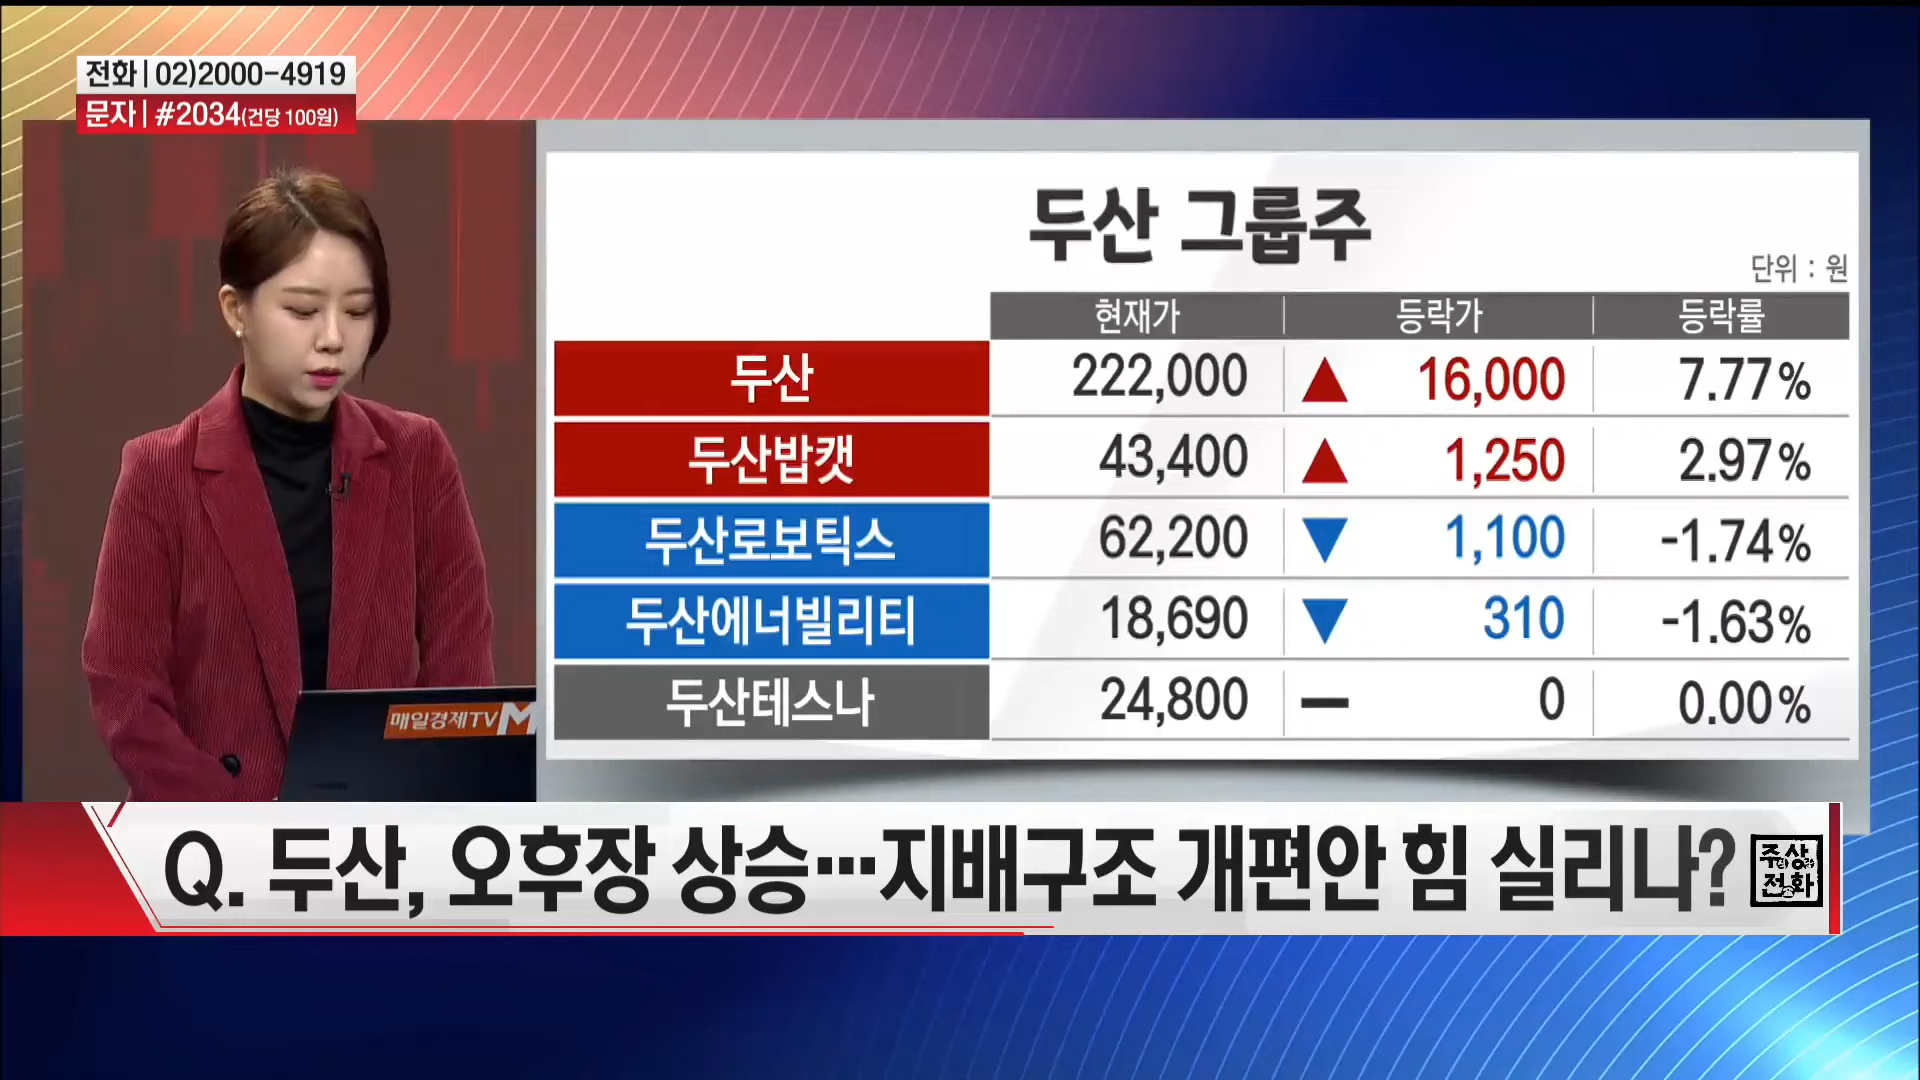 전화 | 02)2000-4919
문자 | #2034(건당 100원)
두산 그룹주
단위 : 원
현재가 등락가 등락률
두산 222,000 ▲ 16,000 7.77%
두산밥캣 43,400 ▲ 1,250 2.97%
두산로보틱스 62,200 ▼ 1,100 -1.74%
두산에너빌리티 18,690 ▼ 310 -1.63%
두산테스나 24,800 — 0 0.00%
매일경제TV M
Q. 두산, 오후장 상승…지배구조 개편안 힘 실리나?
주상
전화